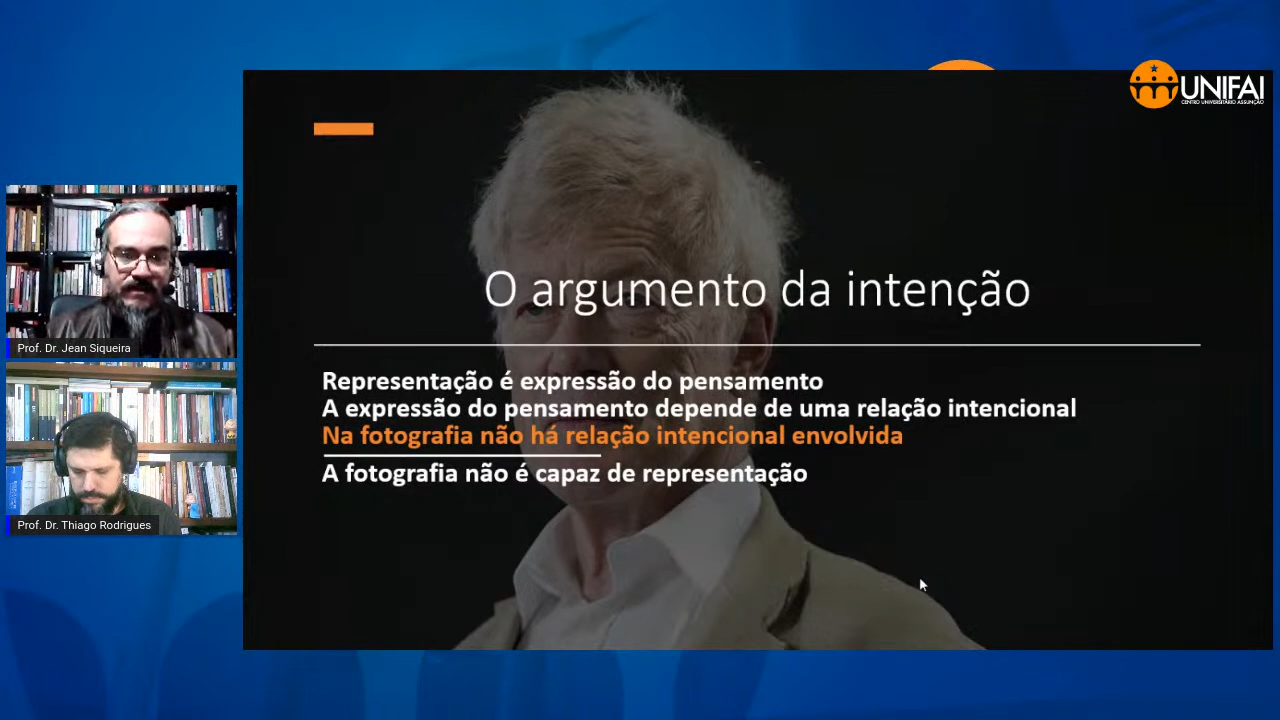 UNIFAI
CENTRO UNIVERSITÁRIO ASSUNÇÃO
O argumento da intenção
Representação é expressão do pensamento
A expressão do pensamento depende de uma relação intencional
Na fotografia não há relação intencional envolvida
A fotografia não é capaz de representação
Prof. Dr. Jean Siqueira
Prof. Dr. Thiago Rodrigues